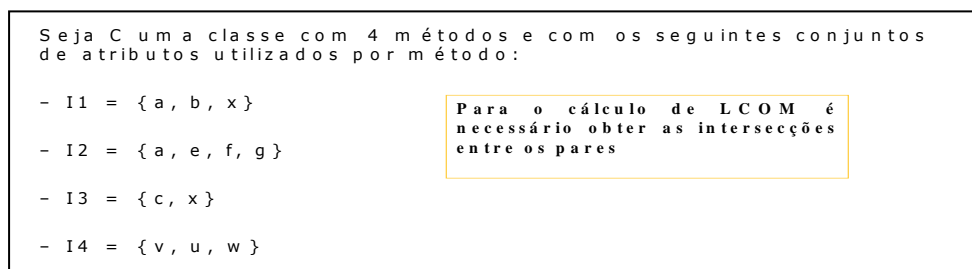 Seja C uma classe com 4 métodos e com os seguintes conjuntos
de atributos utilizados por método:
- I1 = {a, b, x}
Para o cálculo de LCOM é
necessário obter as intersecções
entre os pares
- I2 = {a, e, f, g}
- I3 = {c, x}
- I4 = {v, u, w}